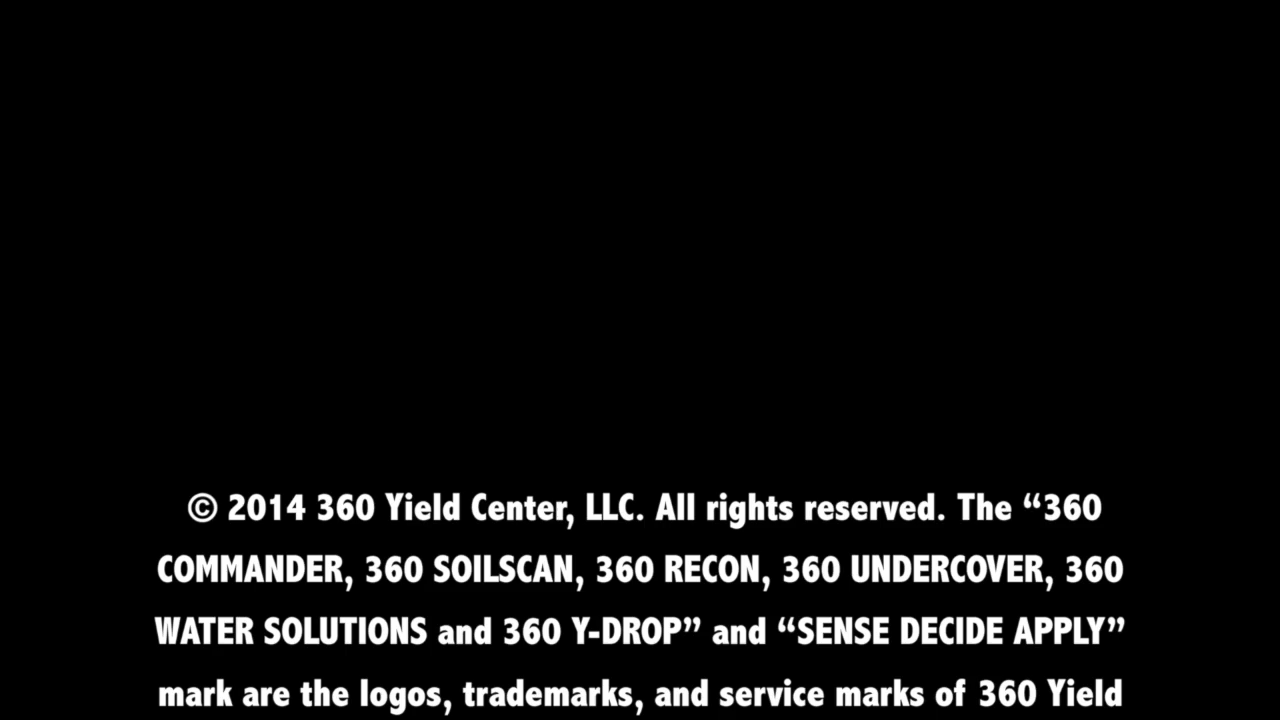 © 2014 360 Yield Center, LLC. All rights reserved. The “360
COMMANDER, 360 SOILSCAN, 360 RECON, 360 UNDERCOVER, 360
WATER SOLUTIONS and 360 Y-DROP” and “SENSE DECIDE APPLY”
mark are the logos, trademarks, and service marks of 360 Yield